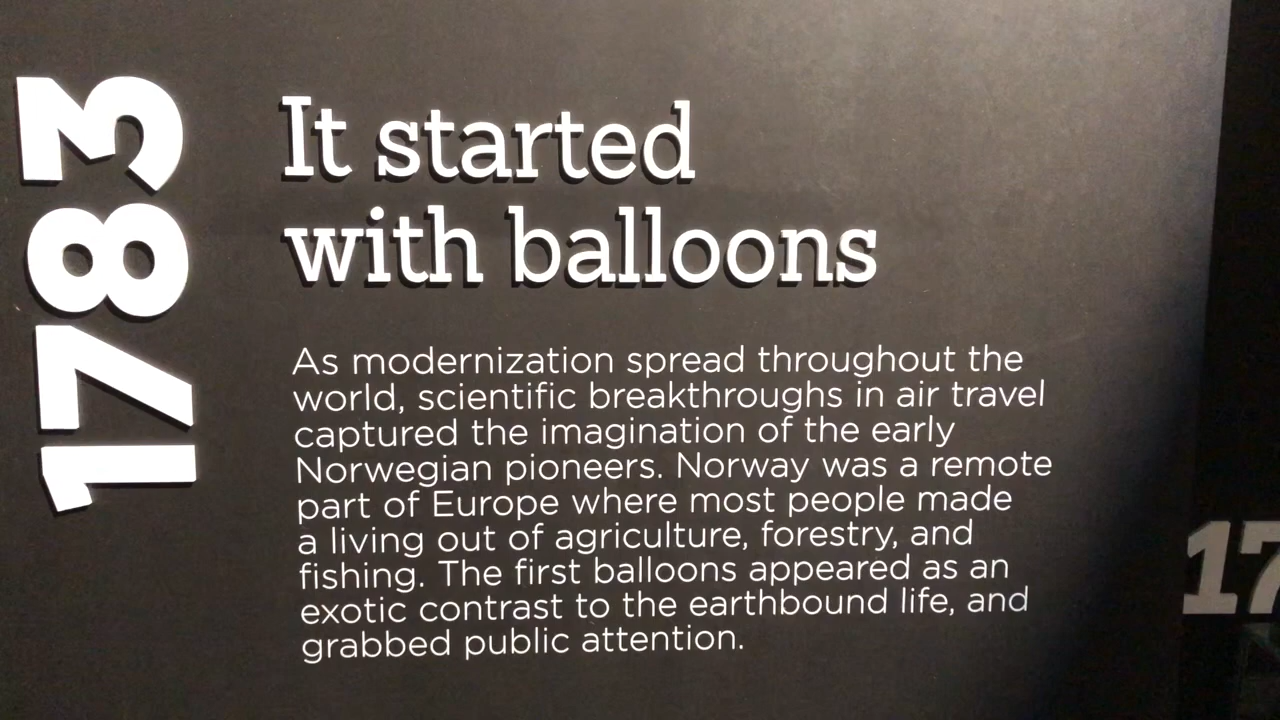 1783
It started
with balloons
As modernization spread throughout the
world, scientific breakthroughs in air travel
captured the imagination of the early
Norwegian pioneers. Norway was a remote
part of Europe where most people made
a living out of agriculture, forestry, and
fishing. The first balloons appeared as an
exotic contrast to the earthbound life, and
grabbed public attention.
17